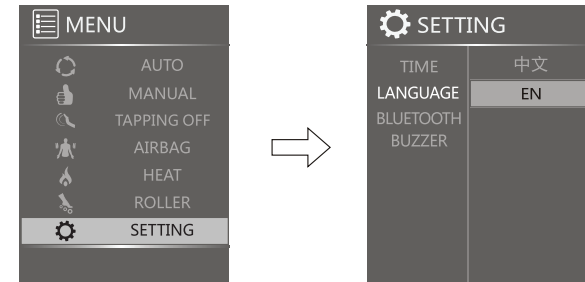 MENU
AUTO
MANUAL
TAPPING OFF
AIRBAG
HEAT
ROLLER
SETTING
SETTING
TIME
LANGUAGE
BLUETOOTH
BUZZER
中文
EN